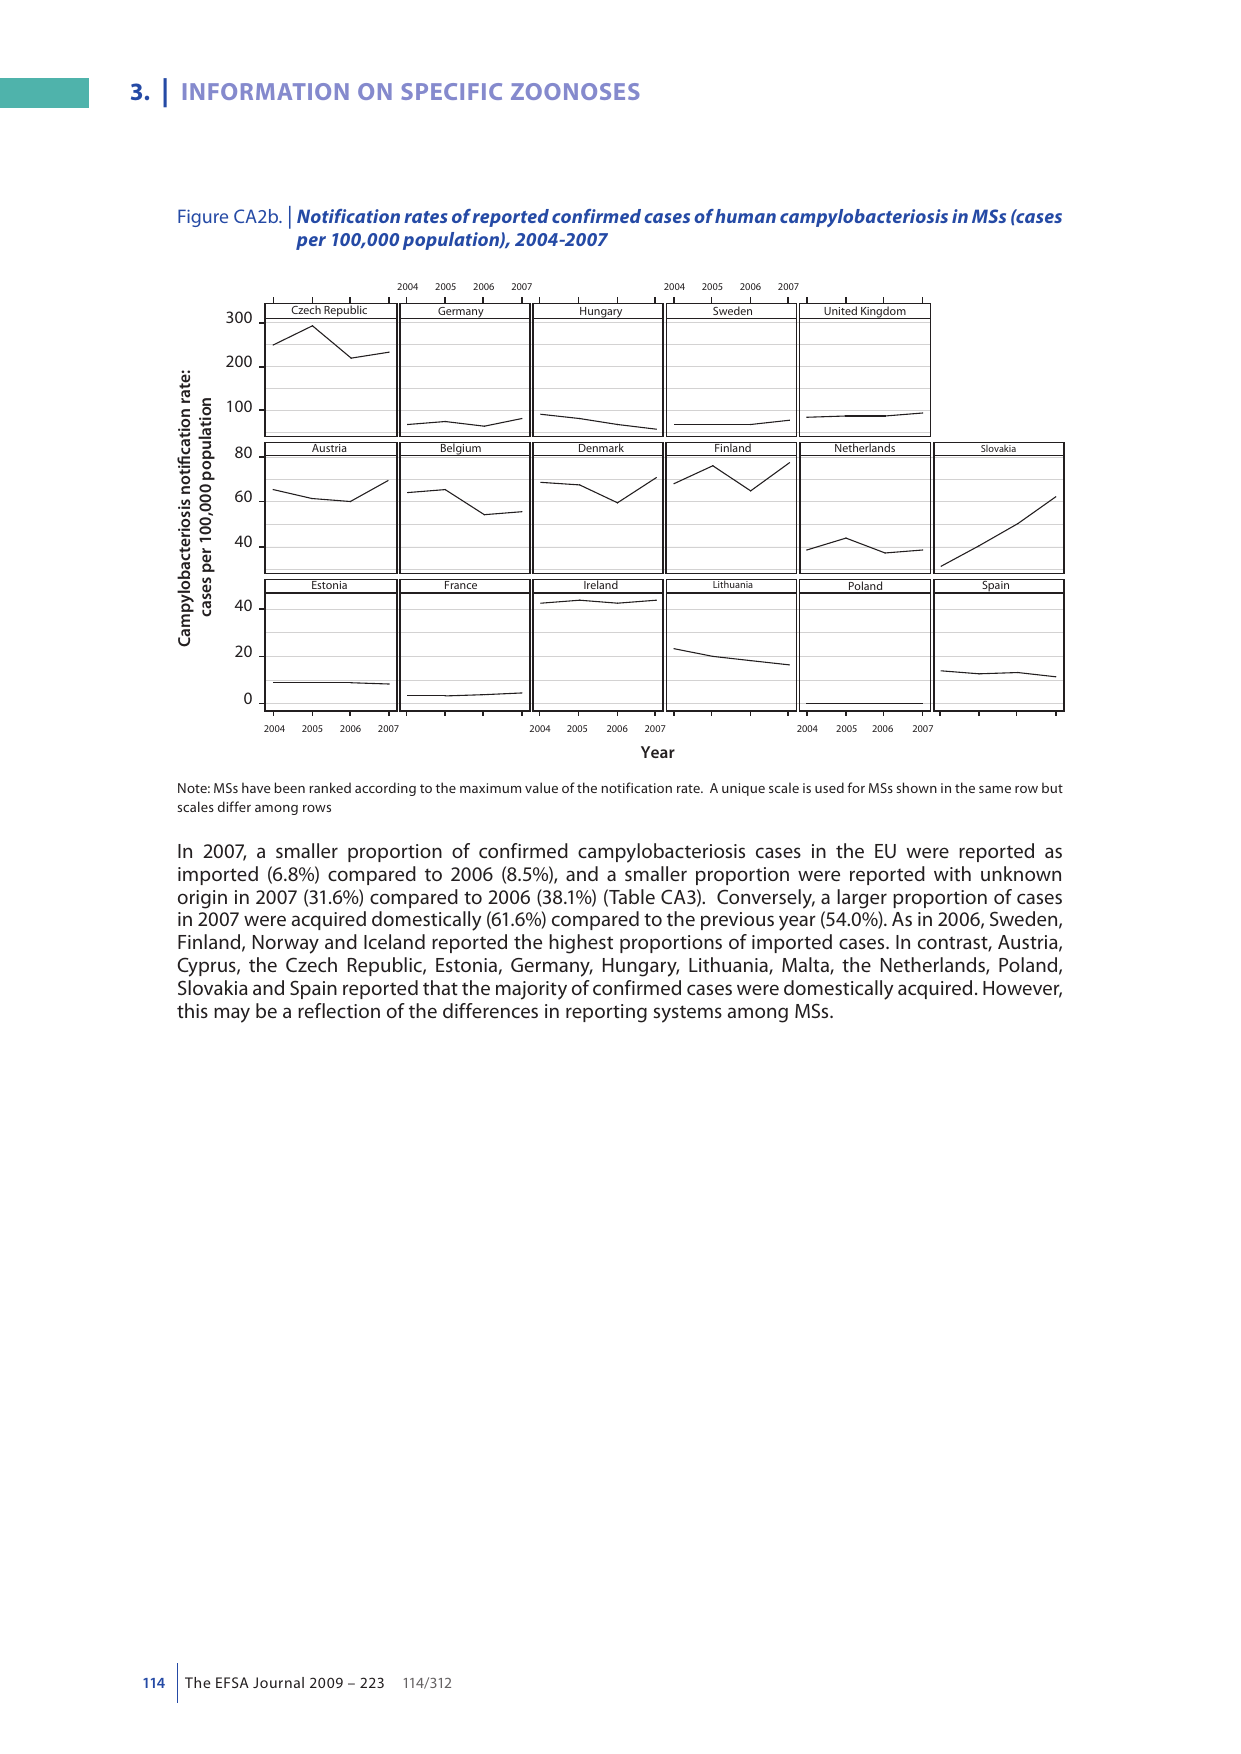 3. | INFORMATION ON SPECIFIC ZOONOSES
Figure CA2b. | Notification rates of reported confirmed cases of human campylobacteriosis in MSs (cases
per 100,000 population), 2004-2007
2004 2005 2006 2007 2004 2005 2006 2007
Czech Republic Germany Hungary Sweden United Kingdom
300
200
100
Austria Belgium Denmark Finland Netherlands Slovakia
80
60
40
Estonia France Ireland Lithuania Poland Spain
40
20
0
2004 2005 2006 2007 2004 2005 2006 2007 2004 2005 2006 2007
Campylobacteriosis notification rate:
cases per 100,000 population
Year
Note: MSs have been ranked according to the maximum value of the notification rate. A unique scale is used for MSs shown in the same row but
scales differ among rows
In 2007, a smaller proportion of confirmed campylobacteriosis cases in the EU were reported as
imported (6.8%) compared to 2006 (8.5%), and a smaller proportion were reported with unknown
origin in 2007 (31.6%) compared to 2006 (38.1%) (Table CA3). Conversely, a larger proportion of cases
in 2007 were acquired domestically (61.6%) compared to the previous year (54.0%). As in 2006, Sweden,
Finland, Norway and Iceland reported the highest proportions of imported cases. In contrast, Austria,
Cyprus, the Czech Republic, Estonia, Germany, Hungary, Lithuania, Malta, the Netherlands, Poland,
Slovakia and Spain reported that the majority of confirmed cases were domestically acquired. However,
this may be a reflection of the differences in reporting systems among MSs.
114 | The EFSA Journal 2009 – 223 114/312